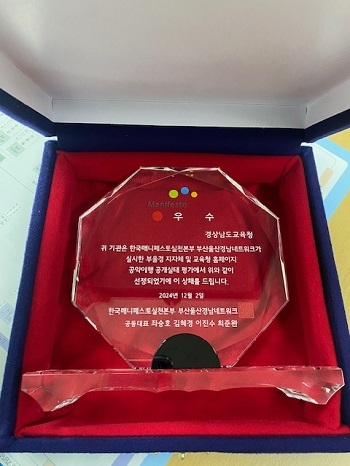 Manifesto
우 수
경상남도교육청
귀 기관은 한국매니페스토실천본부 부산울산경남네트워크가
실시한 부울경 지자체 및 교육청 홈페이지
공약이행 공개실태 평가에서 위와 같이
선정되었기에 이 상패를 드립니다.
2024년 12월 2일
한국매니페스토실천본부 부산울산경남네트워크
공동대표 최승호 김혜경 이진수 최준완